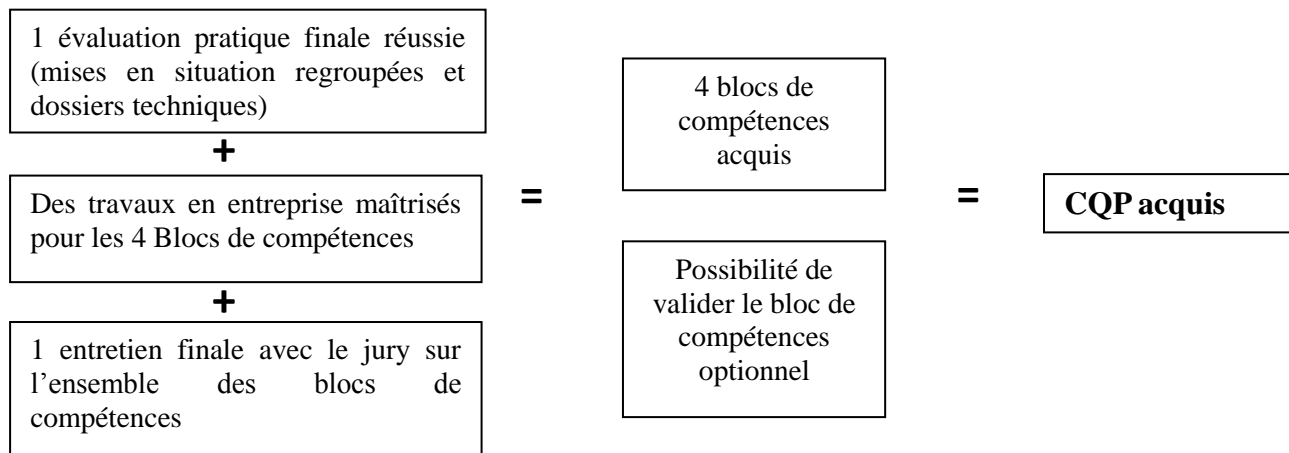 1 évaluation pratique finale réussie
(mises en situation regroupées et
dossiers techniques)
+
Des travaux en entreprise maîtrisés
pour les 4 Blocs de compétences
+
1 entretien finale avec le jury sur
l’ensemble des blocs de
compétences
=
4 blocs de
compétences
acquis
Possibilité de
valider le bloc de
compétences
optionnel
=
CQP acquis